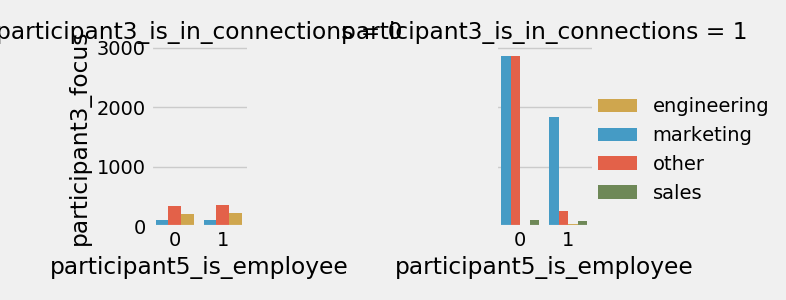 participant3_is_in_connections = 0
participant3_is_in_connections = 1
participant3_focus
3000
2000
1000
0
0 1
0 1
participant5_is_employee
participant5_is_employee
engineering
marketing
other
sales